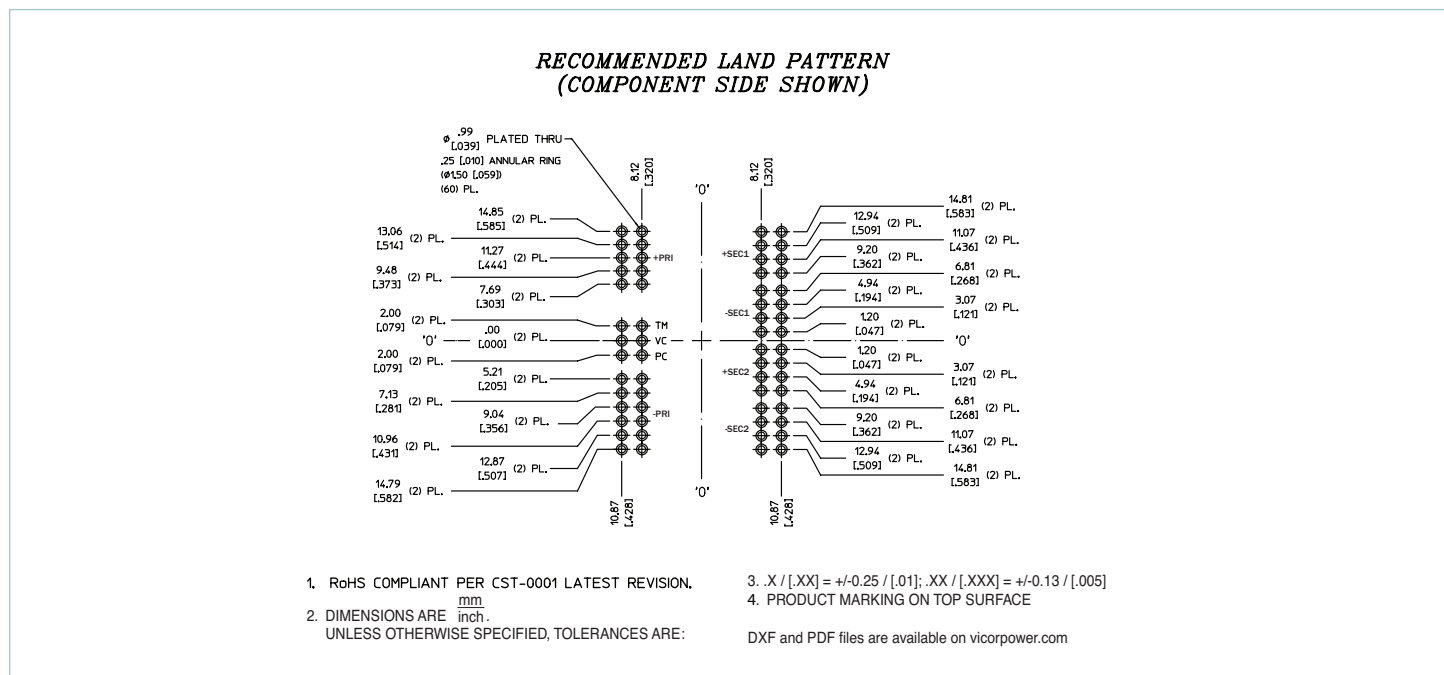 RECOMMENDED LAND PATTERN
(COMPONENT SIDE SHOWN)
ø .99 [.039] PLATED THRU
.25 [.010] ANNULAR RING
(ø1.50 [.059])
(60) PL.
8.12
[.320]
'0'
8.12
[.320]
14.85
[.585] (2) PL.
13.06
[.514] (2) PL.
11.27
[.444] (2) PL.
9.48
[.373] (2) PL.
7.69
[.303] (2) PL.
2.00
[.079] (2) PL.
'0'
.00
[.000] (2) PL.
2.00
[.079] (2) PL.
5.21
[.205] (2) PL.
7.13
[.281] (2) PL.
9.04
[.356] (2) PL.
10.96
[.431] (2) PL.
12.87
[.507] (2) PL.
14.79
[.582] (2) PL.
+PRI
TM
VC
PC
-PRI
10.87
[.428]
'0'
10.87
[.428]
+SEC1
-SEC1
+SEC2
-SEC2
14.81
[.583] (2) PL.
12.94
[.509] (2) PL.
11.07
[.436] (2) PL.
9.20
[.362] (2) PL.
6.81
[.268] (2) PL.
4.94
[.194] (2) PL.
3.07
[.121] (2) PL.
1.20
[.047] (2) PL.
'0'
1.20
[.047] (2) PL.
3.07
[.121] (2) PL.
4.94
[.194] (2) PL.
6.81
[.268] (2) PL.
9.20
[.362] (2) PL.
11.07
[.436] (2) PL.
12.94
[.509] (2) PL.
14.81
[.583] (2) PL.
1. RoHS COMPLIANT PER CST-0001 LATEST REVISION.
2. DIMENSIONS ARE mm
inch.
UNLESS OTHERWISE SPECIFIED, TOLERANCES ARE:
3. .X / [.XX] = +/-0.25 / [.01]; .XX / [.XXX] = +/-0.13 / [.005]
4. PRODUCT MARKING ON TOP SURFACE
DXF and PDF files are available on vicorpower.com